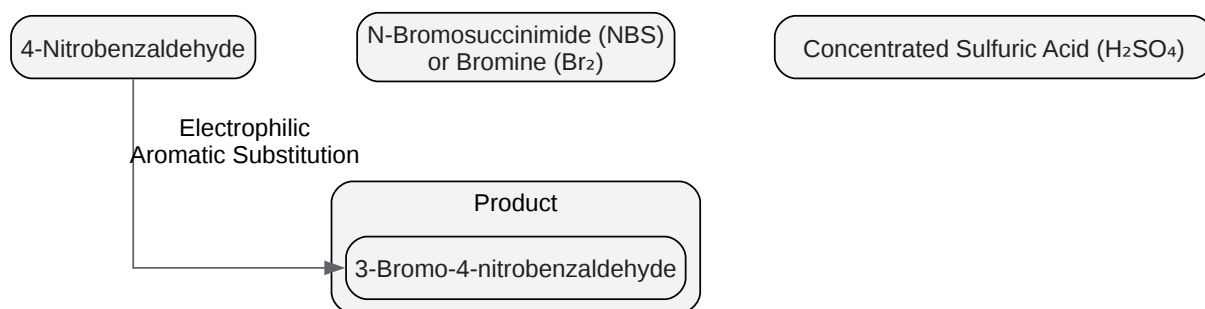 4-Nitrobenzaldehyde
N-Bromosuccinimide (NBS)
or Bromine (Br₂)
Concentrated Sulfuric Acid (H₂SO₄)
Electrophilic
Aromatic Substitution
Product
3-Bromo-4-nitrobenzaldehyde